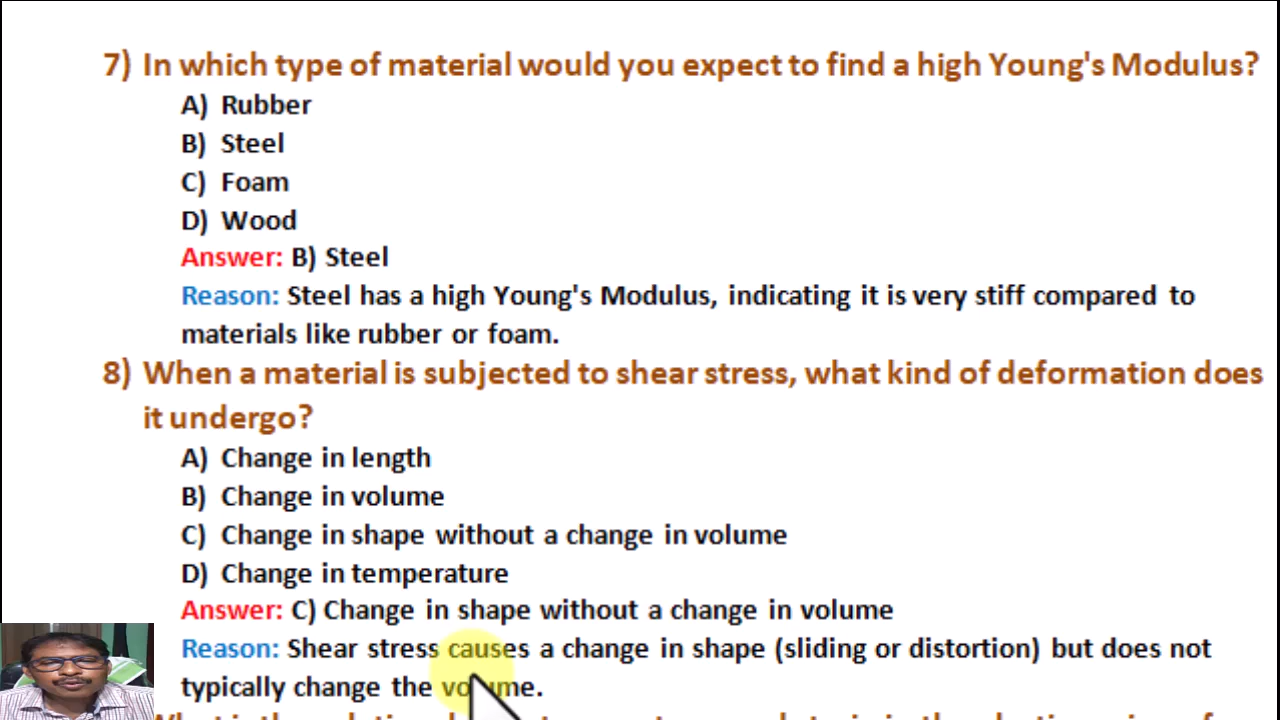 7) In which type of material would you expect to find a high Young's Modulus?
A) Rubber
B) Steel
C) Foam
D) Wood
Answer: B) Steel
Reason: Steel has a high Young's Modulus, indicating it is very stiff compared to
materials like rubber or foam.
8) When a material is subjected to shear stress, what kind of deformation does
it undergo?
A) Change in length
B) Change in volume
C) Change in shape without a change in volume
D) Change in temperature
Answer: C) Change in shape without a change in volume
Reason: Shear stress causes a change in shape (sliding or distortion) but does not
typically change the volume.